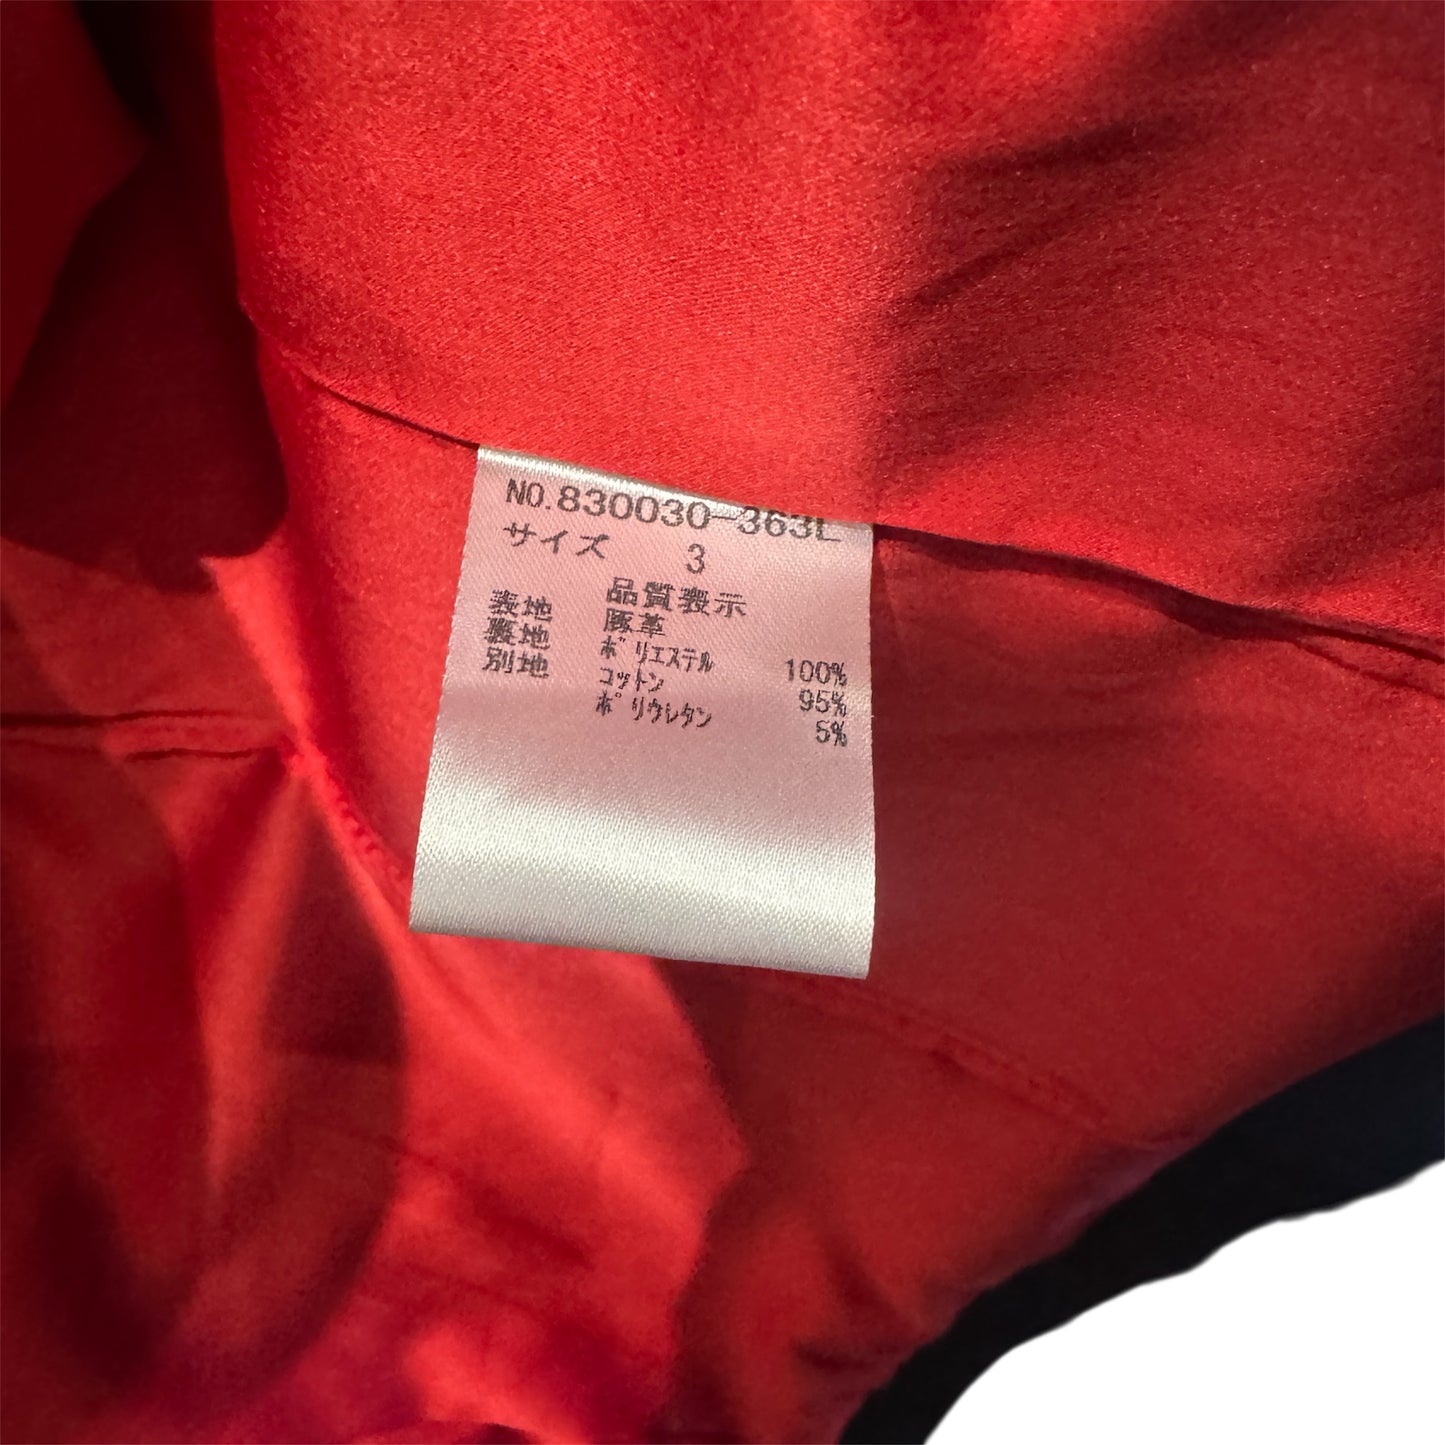 NO.830030-363L
サイズ 3
品質表示
表地 豚革
裏地 ポリエステル 100%
別地 コットン 95%
ポリウレタン 5%